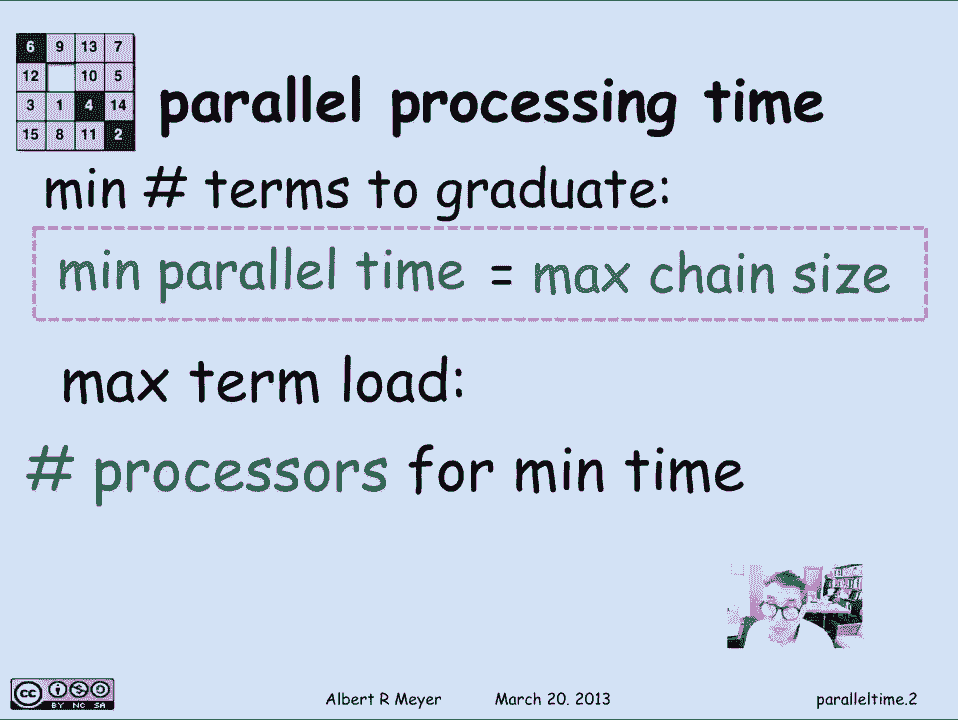 6 9 13 7
12 10 5
3 1 4 14
15 8 11 2
parallel processing time
min # terms to graduate:
min parallel time = max chain size
max term load:
# processors for min time
cc BY NC SA
Albert R Meyer March 20. 2013 paralleltime.2